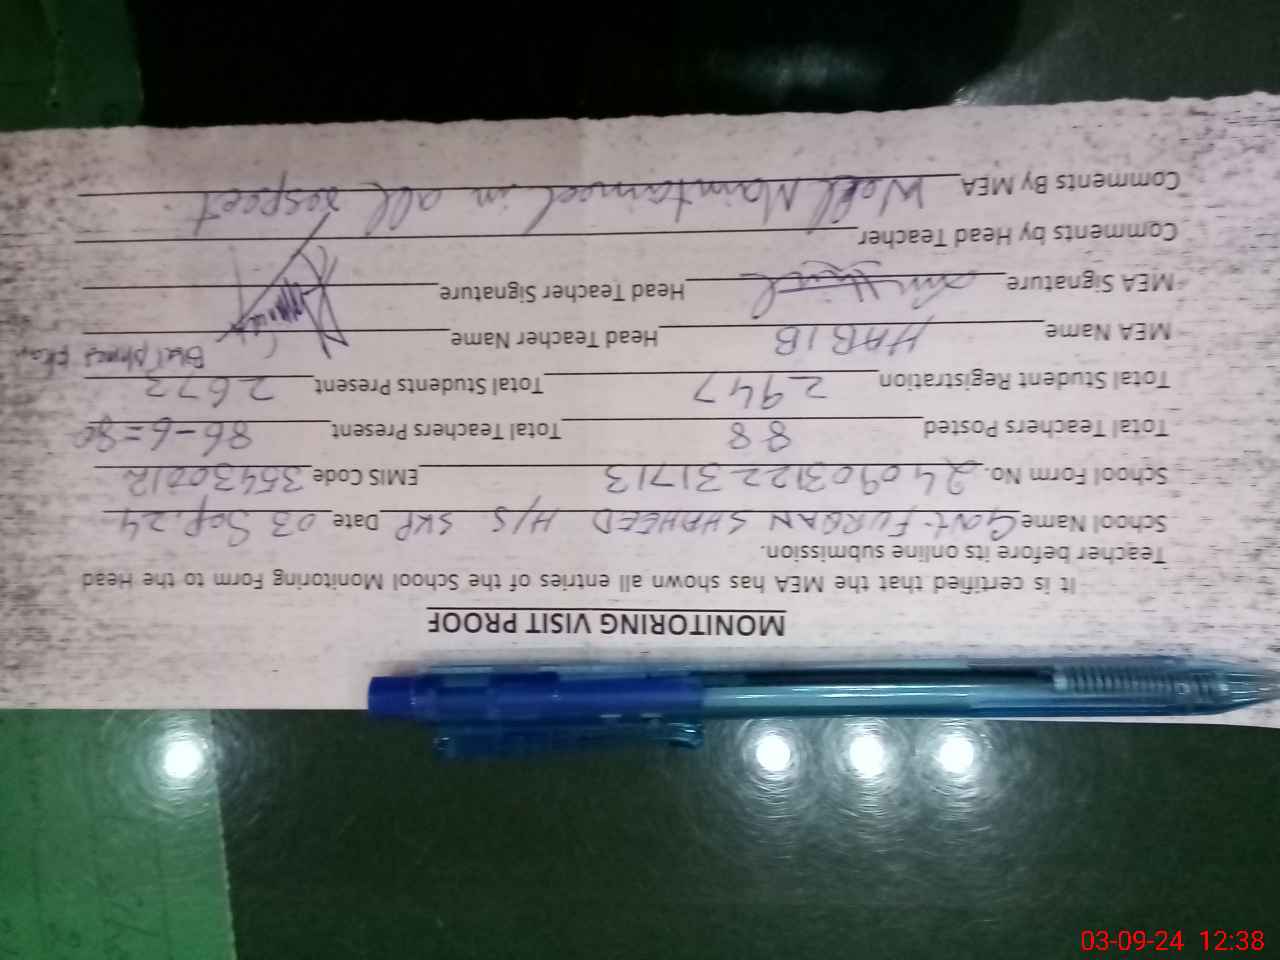 MONITORING VISIT PROOF
It is certified that the MEA has shown all entries of the School Monitoring Form to the Head
Teacher before its online submission.
School Name Govt. FURQAN SHAHEED H/S SKP Date 03 Sep. 24
School Form No. 2409031223 1713 EMIS Code 35430012
Total Teachers Posted 88 Total Teachers Present 86-6=80
Total Student Registration 2947 Total Students Present 2673
MEA Name HABIB Head Teacher Name
MEA Signature Head Teacher Signature
Comments by Head Teacher
Comments By MEA Well Maintained in all respect
03-09-24 12:38